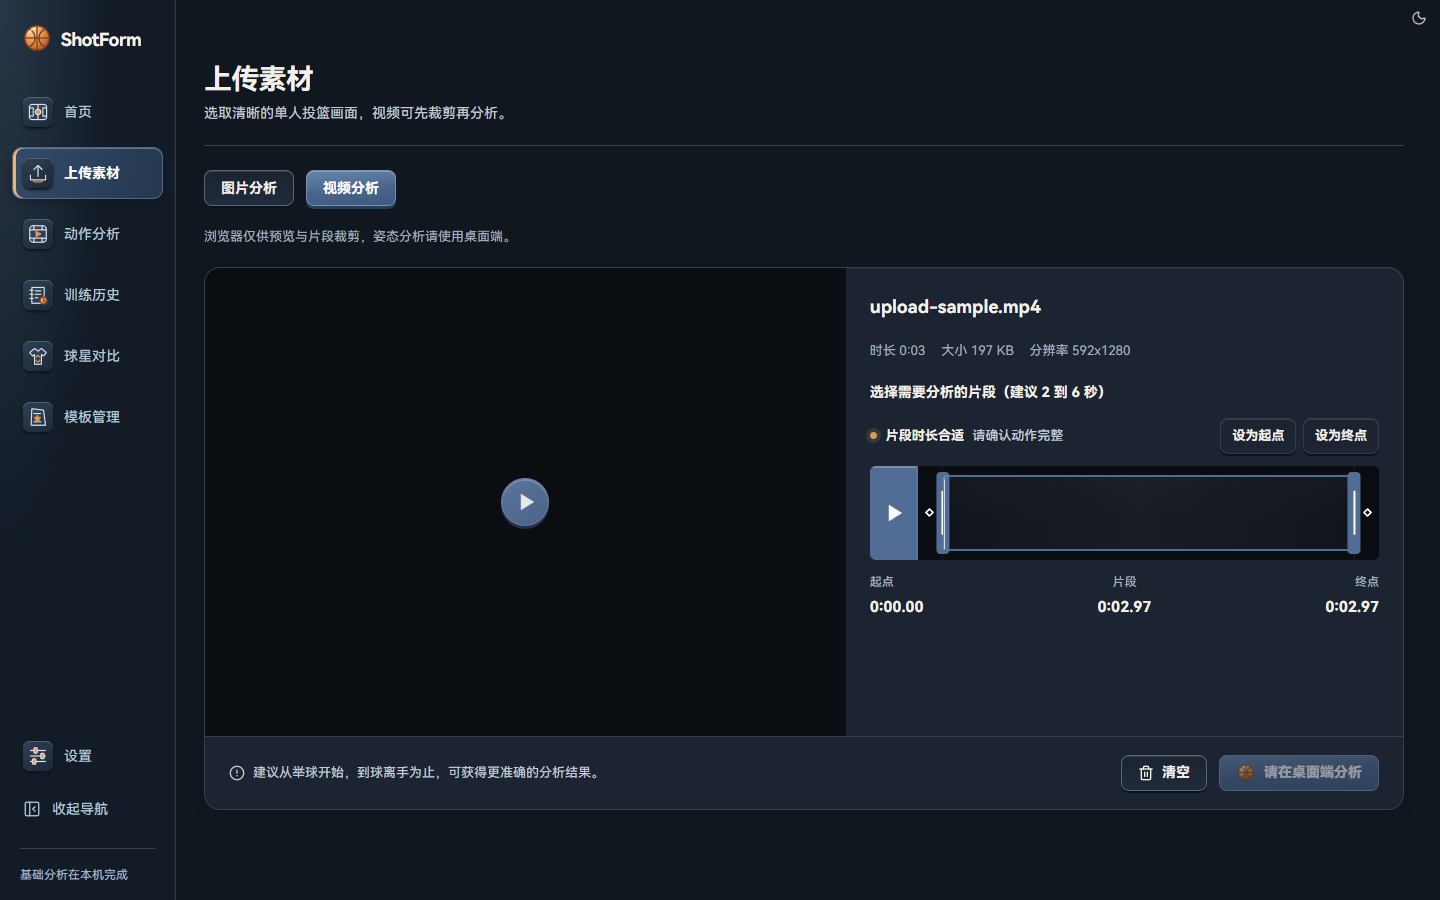 ShotForm
首页
上传素材
动作分析
训练历史
球星对比
模板管理
设置
收起导航
基础分析在本机完成
上传素材
选取清晰的单人投篮画面，视频可先裁剪再分析。
图片分析
视频分析
浏览器仅供预览与片段裁剪，姿态分析请使用桌面端。
upload-sample.mp4
时长 0:03 大小 197 KB 分辨率 592x1280
选择需要分析的片段（建议 2 到 6 秒）
片段时长合适 请确认动作完整
设为起点
设为终点
起点 片段 终点
0:00.00 0:02.97 0:02.97
建议从举球开始，到球离手为止，可获得更准确的分析结果。
清空
请在桌面端分析